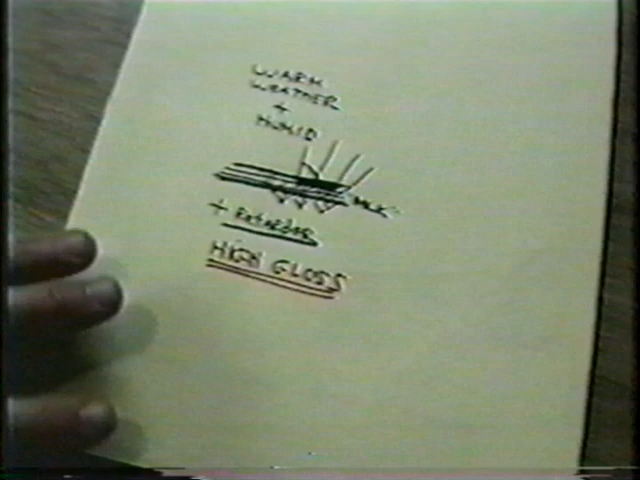 WARM
WEATHER
+
HUMID
+ RETARDER
HIGH GLOSS